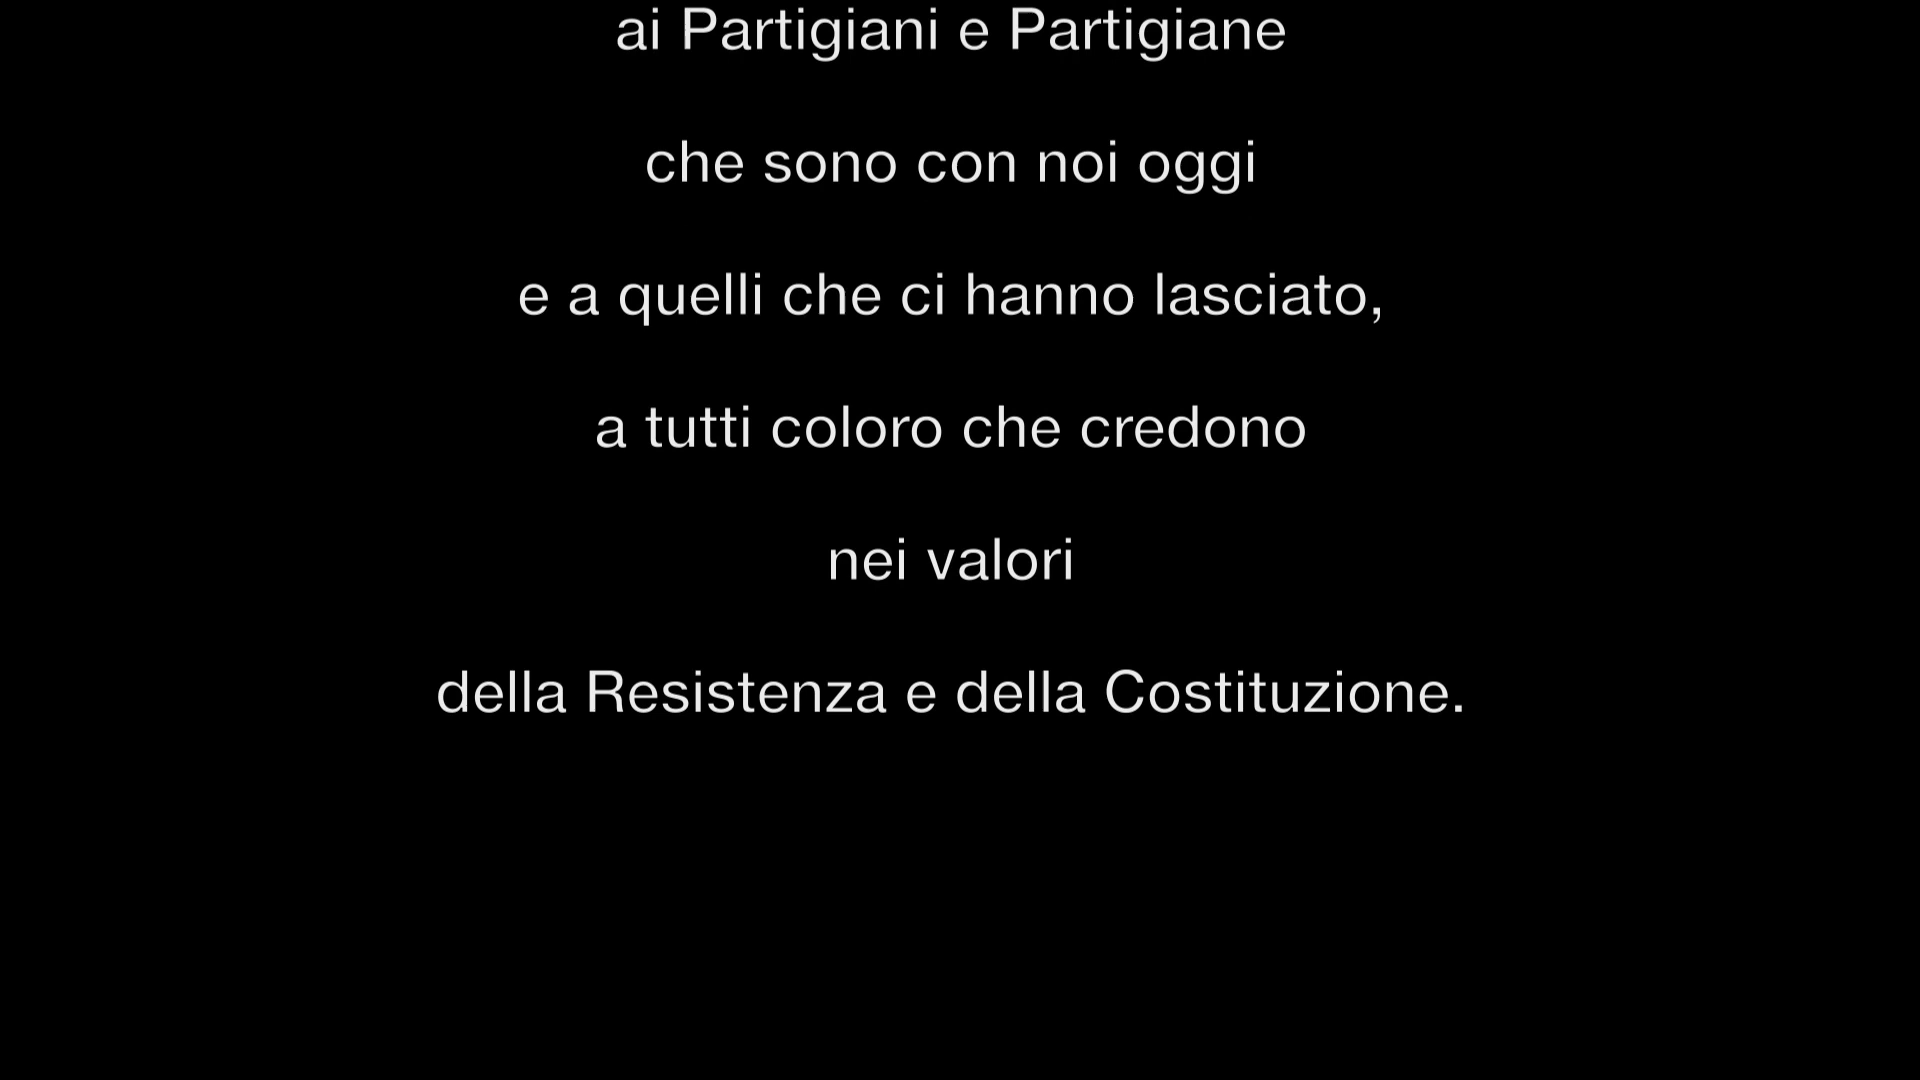 ai Partigiani e Partigiane
che sono con noi oggi
e a quelli che ci hanno lasciato,
a tutti coloro che credono
nei valori
della Resistenza e della Costituzione.